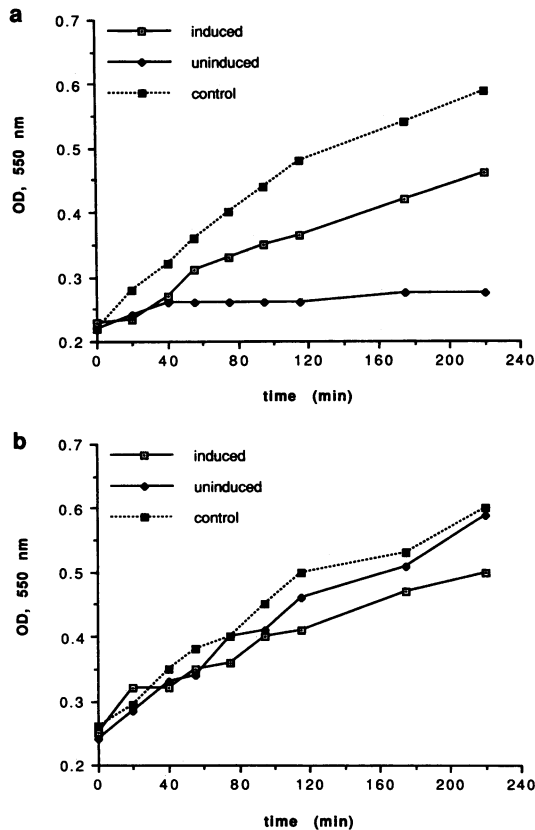 a
0.7
induced
uninduced
control
0.6
0.5
OD, 550 nm
0.4
0.3
0.2
0 40 80 120 160 200 240
time (min)
b
0.7
induced
uninduced
control
0.6
0.5
OD, 550 nm
0.4
0.3
0.2
0 40 80 120 160 200 240
time (min)